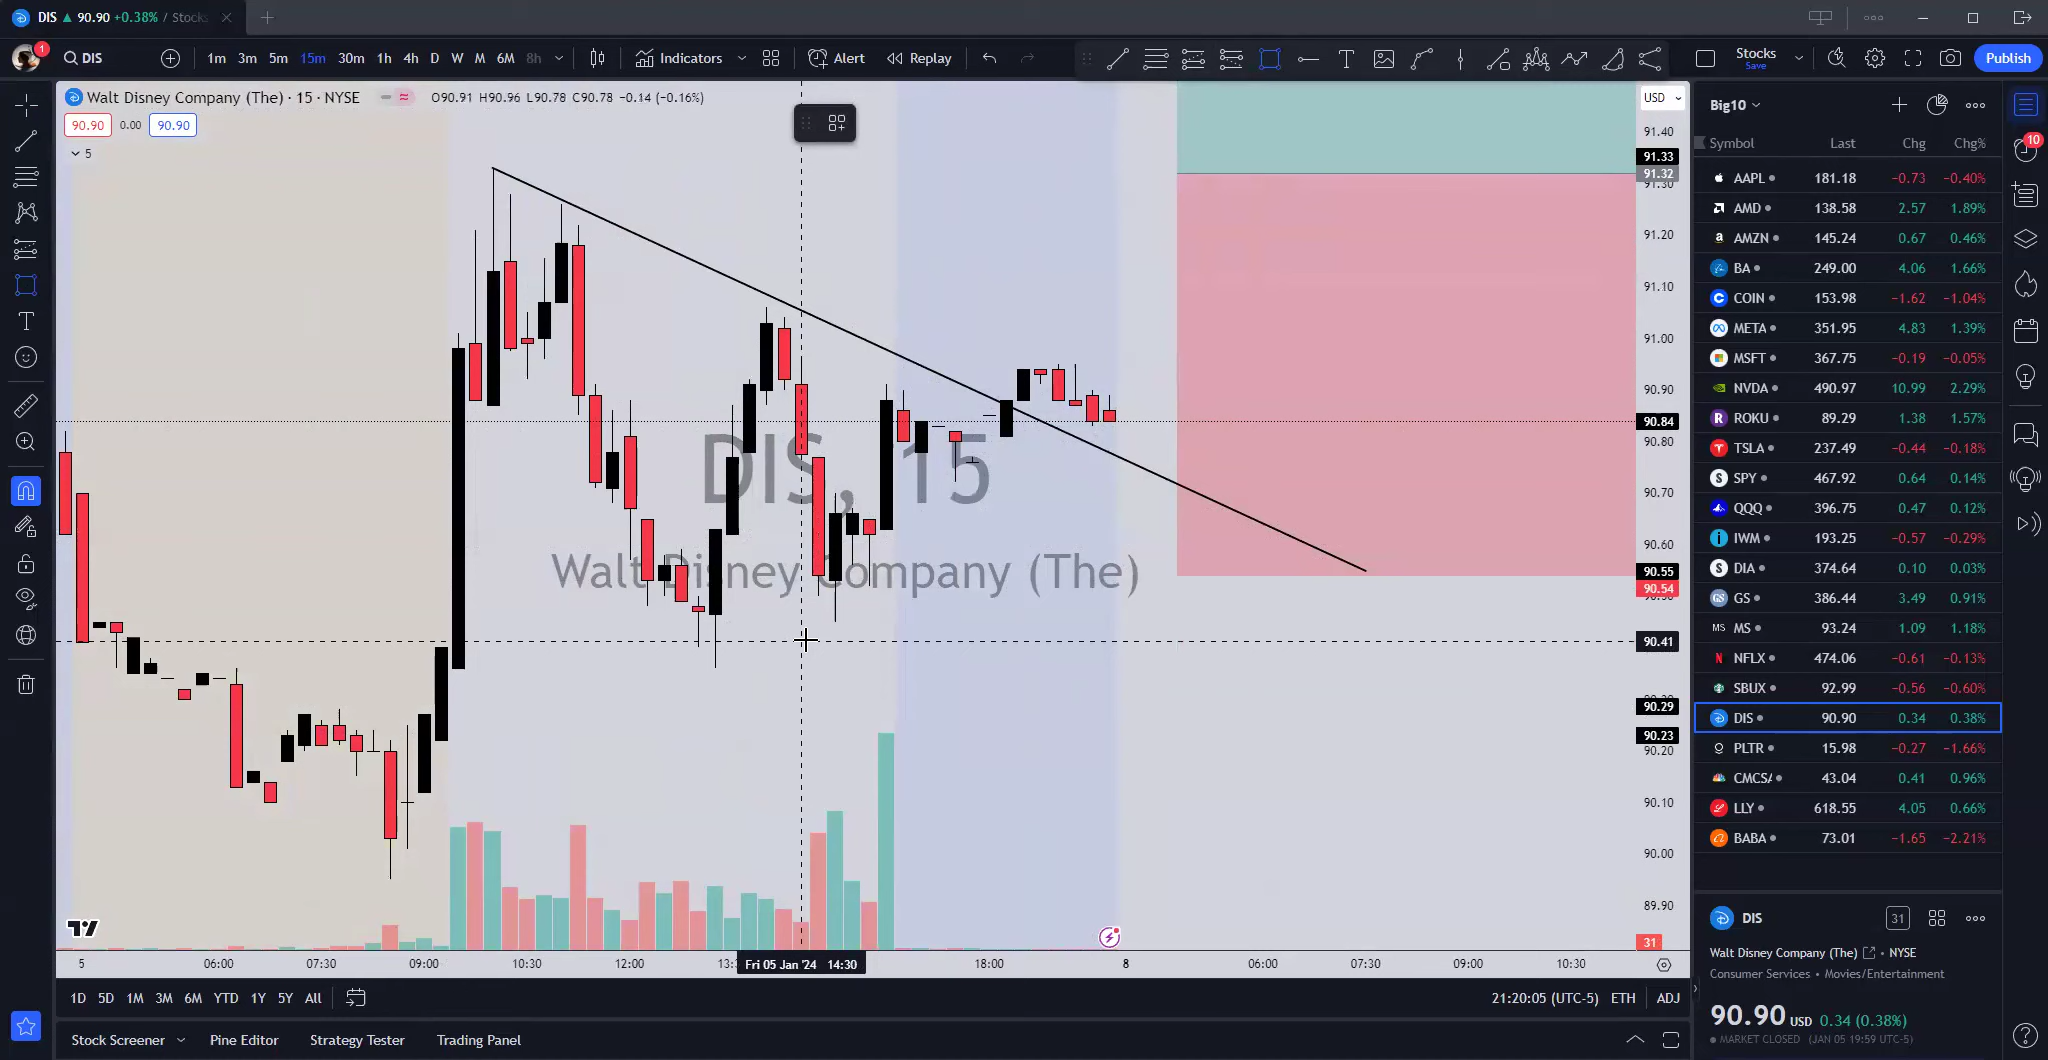 DIS ▲ 90.90 +0.38% / Stocks
1
DIS
1m 3m 5m 15m 30m 1h 4h D W M 6M 8h
Indicators
Alert
Replay
Stocks
Save
Publish
Walt Disney Company (The) · 15 · NYSE
O90.91 H90.96 L90.78 C90.78 −0.14 (−0.16%)
90.90 0.00 90.90
5
DIS, 15
Walt Disney Company (The)
USD
91.40
91.33
91.32
91.30
91.20
91.10
91.00
90.90
90.84
90.80
90.70
90.60
90.55
90.54
90.41
90.29
90.23
90.20
90.10
90.00
89.90
31
5 06:00 07:30 09:00 10:30 12:00 Fri 05 Jan '24 14:30 18:00 8 06:00 07:30 09:00 10:30
1D 5D 1M 3M 6M YTD 1Y 5Y All
21:20:05 (UTC-5) ETH ADJ
Stock Screener Pine Editor Strategy Tester Trading Panel
Big10
Symbol Last Chg Chg%
AAPL 181.18 −0.73 −0.40%
AMD 138.58 2.57 1.89%
AMZN 145.24 0.67 0.46%
BA 249.00 4.06 1.66%
COIN 153.98 −1.62 −1.04%
META 351.95 4.83 1.39%
MSFT 367.75 −0.19 −0.05%
NVDA 490.97 10.99 2.29%
ROKU 89.29 1.38 1.57%
TSLA 237.49 −0.44 −0.18%
SPY 467.92 0.64 0.14%
QQQ 396.75 0.47 0.12%
IWM 193.25 −0.57 −0.29%
DIA 374.64 0.10 0.03%
GS 386.44 3.49 0.91%
MS 93.24 1.09 1.18%
NFLX 474.06 −0.61 −0.13%
SBUX 92.99 −0.56 −0.60%
DIS 90.90 0.34 0.38%
PLTR 15.98 −0.27 −1.66%
CMCSA 43.04 0.41 0.96%
LLY 618.55 4.05 0.66%
BABA 73.01 −1.65 −2.21%
DIS
31
Walt Disney Company (The) • NYSE
Consumer Services • Movies/Entertainment
90.90 USD 0.34 (0.38%)
MARKET CLOSED (JAN 05 19:59 UTC-5)
10